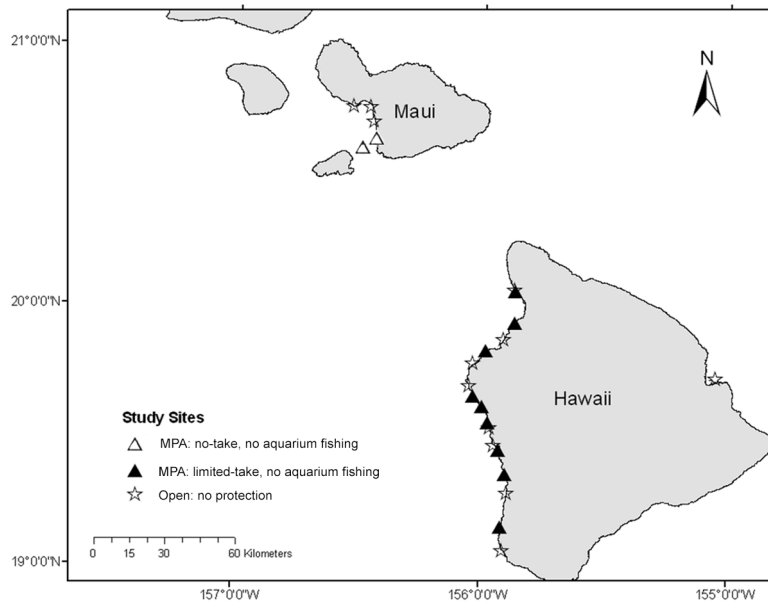 21°0'0"N
N
Maui
20°0'0"N
Hawaii
Study Sites
MPA: no-take, no aquarium fishing
MPA: limited-take, no aquarium fishing
Open: no protection
0 15 30 60 Kilometers
19°0'0"N
157°0'0"W 156°0'0"W 155°0'0"W